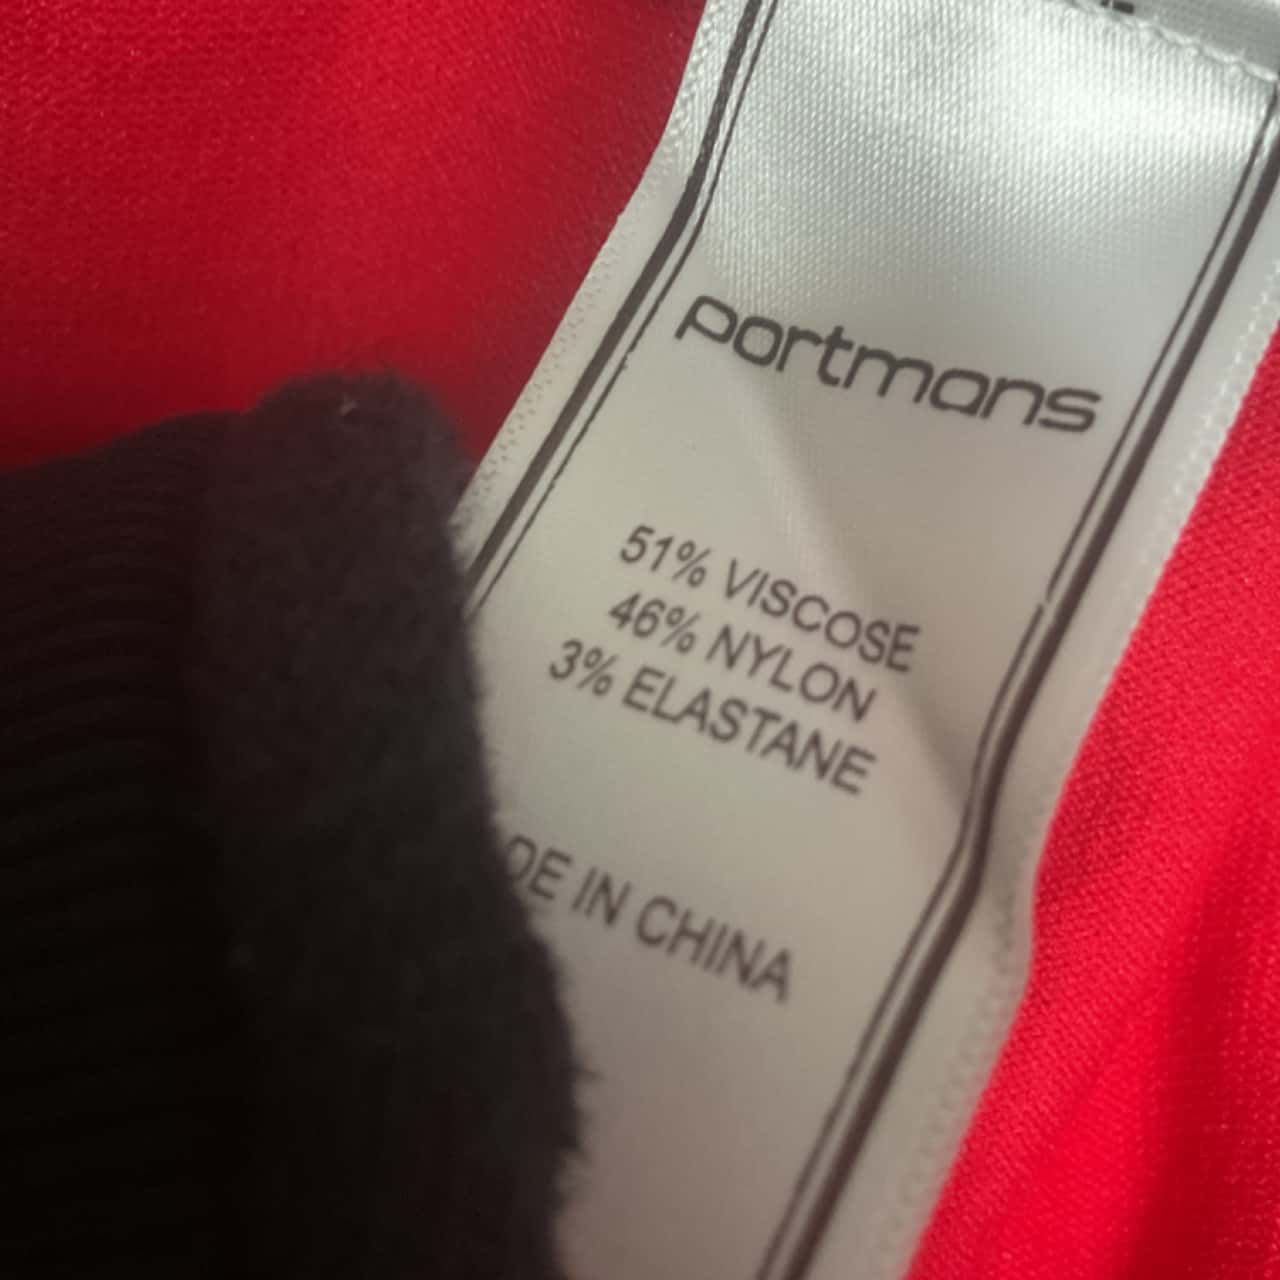 portmans
51% VISCOSE
46% NYLON
3% ELASTANE
DE IN CHINA